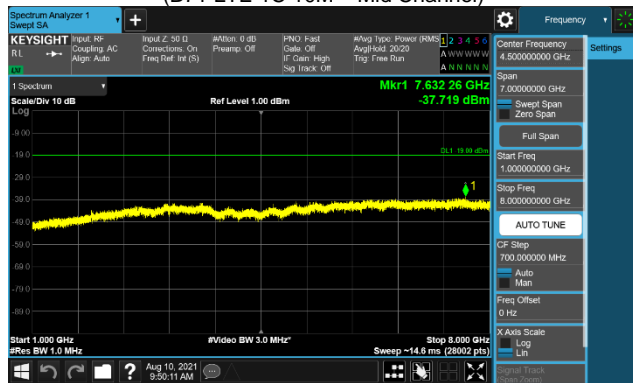 Spectrum Analyzer 1
Swept SA
Frequency
KEYSIGHT
RL
Input: RF
Coupling: AC
Align: Auto
Input Z: 50 Ω
Corrections: On
Freq Ref: Int (S)
#Atten: 0 dB
Preamp: Off
PNO: Fast
Gate: Off
IF Gain: High
Sig Track: Off
#Avg Type: Power (RMS
Avg|Hold: 20/20
Trig: Free Run
1 2 3 4 5 6
A W W W W W
A N N N N N
1 Spectrum
Mkr1 7.632 26 GHz
Scale/Div 10 dB
Ref Level 1.00 dBm
-37.719 dBm
Log
-9.00
-19.0
DL1 -19.00 dBm
-29.0
1
-39.0
-49.0
-59.0
-69.0
-79.0
-89.0
Start 1.000 GHz
#Video BW 3.0 MHz*
Stop 8.000 GHz
#Res BW 1.0 MHz
Sweep ~14.6 ms (28002 pts)
Center Frequency
4.500000000 GHz
Settings
Span
7.00000000 GHz
Swept Span
Zero Span
Full Span
Start Freq
1.000000000 GHz
Stop Freq
8.000000000 GHz
AUTO TUNE
CF Step
700.000000 MHz
Auto
Man
Freq Offset
0 Hz
X Axis Scale
Log
Lin
Signal Track
(Span Zoom)
Aug 10, 2021
9:50:11 AM